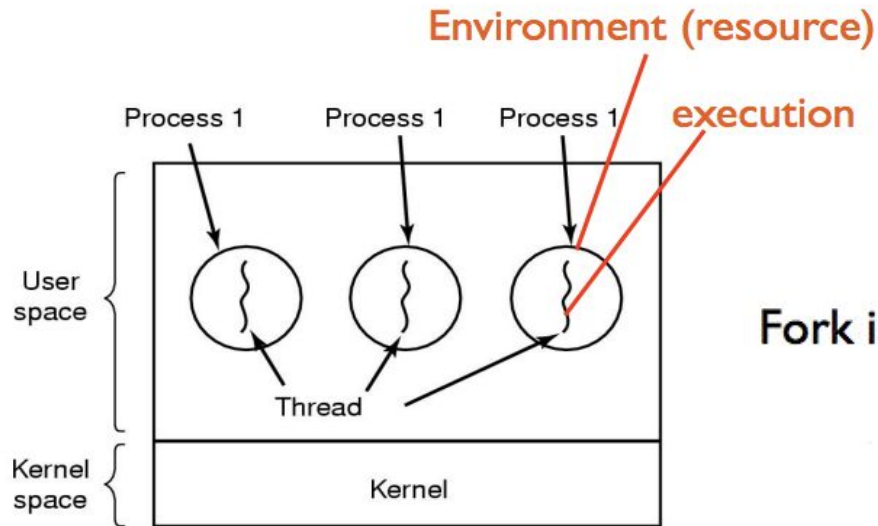 Environment (resource)
Process 1 Process 1 Process 1 execution
User
space
Fork i
Thread
Kernel
space
Kernel